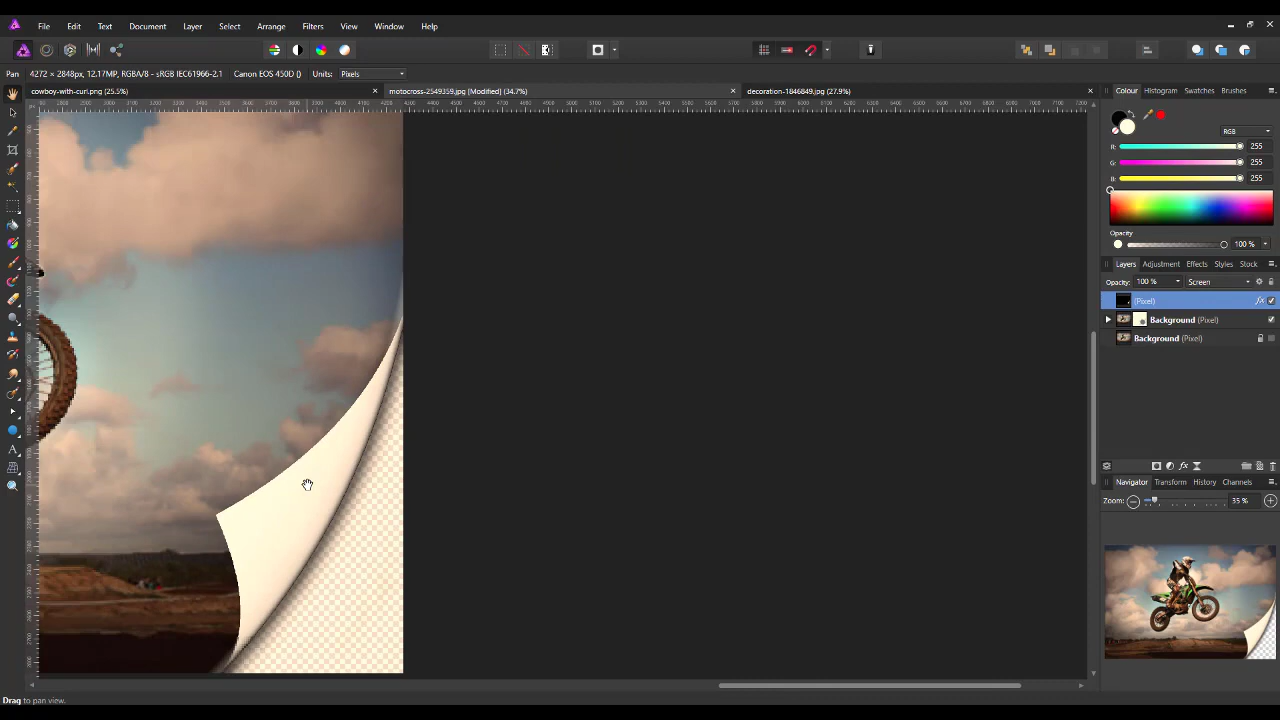 File Edit Text Document Layer Select Arrange Filters View Window Help
Pan 4272 × 2848px, 12.17MP, RGBA/8 - sRGB IEC61966-2.1 Canon EOS 450D () Units: Pixels
cowboy-with-curl.png (25.5%) motocross-2549359.jpg [Modified] (34.7%) decoration-1846849.jpg (27.9%)
Colour Histogram Swatches Brushes
RGB
R: 255
G: 255
B: 255
Opacity
100 %
Layers Adjustment Effects Styles Stock
Opacity: 100 % Screen
(Pixel)
Background (Pixel)
Background (Pixel)
Navigator Transform History Channels
Zoom: 35 %
Drag to pan view.